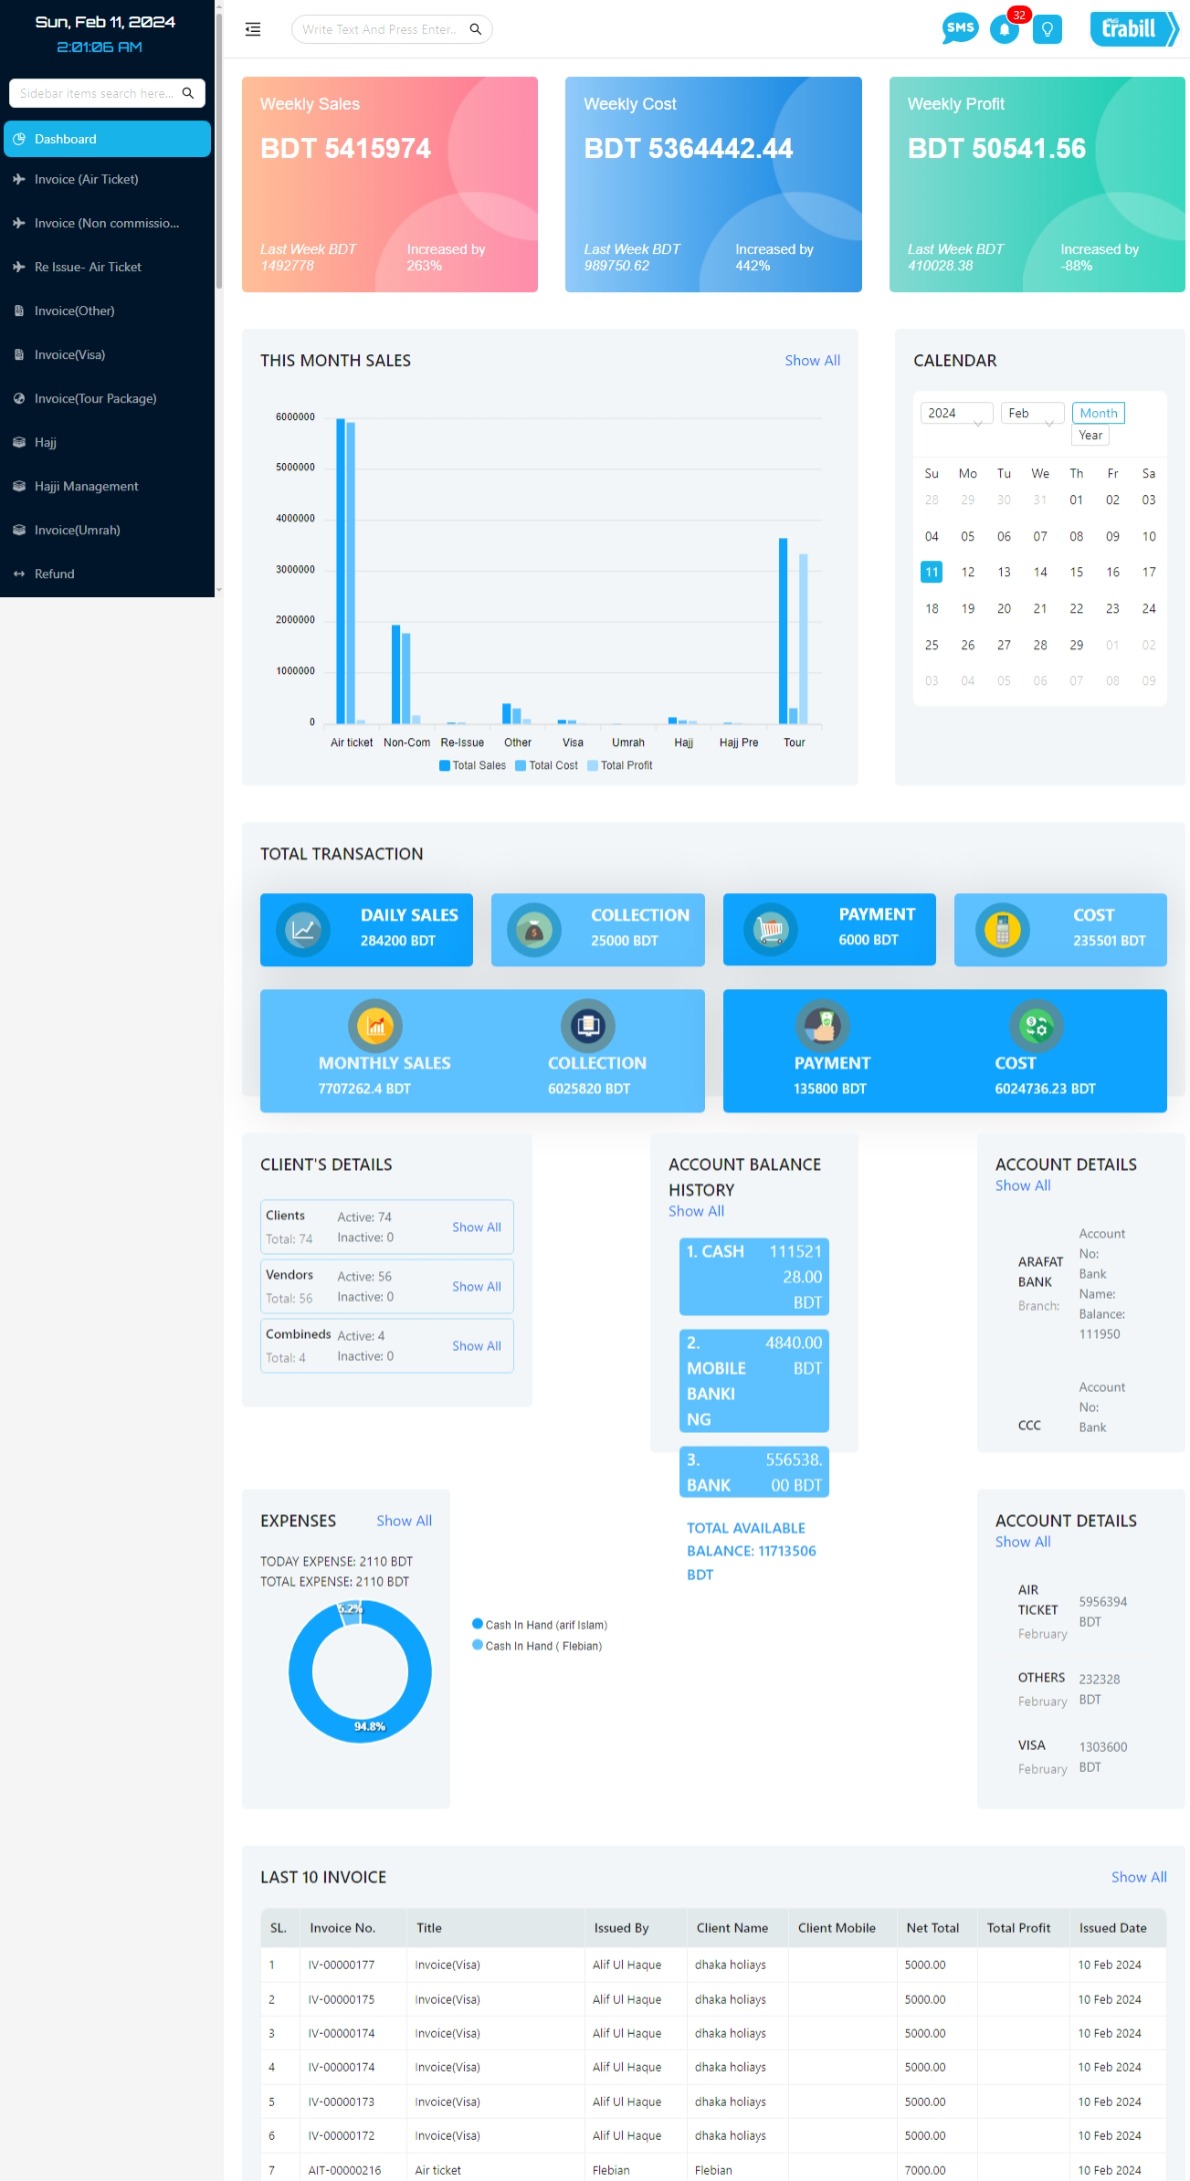 Sun, Feb 11, 2024
2:01:06 AM
Sidebar items search here...
Dashboard
Invoice (Air Ticket)
Invoice (Non commissio...
Re Issue- Air Ticket
Invoice(Other)
Invoice(Visa)
Invoice(Tour Package)
Hajj
Hajji Management
Invoice(Umrah)
Refund
Write Text And Press Enter..
SMS
32
trabill
Weekly Sales
BDT 5415974
Last Week BDT
1492778
Increased by
263%
Weekly Cost
BDT 5364442.44
Last Week BDT
989750.62
Increased by
442%
Weekly Profit
BDT 50541.56
Last Week BDT
410028.38
Increased by
-88%
THIS MONTH SALES
Show All
6000000
5000000
4000000
3000000
2000000
1000000
0
Air ticket Non-Com Re-Issue Other Visa Umrah Hajj Hajj Pre Tour
Total Sales Total Cost Total Profit
CALENDAR
2024 Feb Month
Year
Su Mo Tu We Th Fr Sa
28 29 30 31 01 02 03
04 05 06 07 08 09 10
11 12 13 14 15 16 17
18 19 20 21 22 23 24
25 26 27 28 29 01 02
03 04 05 06 07 08 09
TOTAL TRANSACTION
DAILY SALES
284200 BDT
COLLECTION
25000 BDT
PAYMENT
6000 BDT
COST
235501 BDT
MONTHLY SALES
7707262.4 BDT
COLLECTION
6025820 BDT
PAYMENT
135800 BDT
COST
6024736.23 BDT
CLIENT'S DETAILS
Clients
Total: 74
Active: 74
Inactive: 0
Show All
Vendors
Total: 56
Active: 56
Inactive: 0
Show All
Combineds
Total: 4
Active: 4
Inactive: 0
Show All
ACCOUNT BALANCE
HISTORY
Show All
1. CASH 111521
28.00
BDT
2. 4840.00
MOBILE BDT
BANKI
NG
3. 556538.
BANK 00 BDT
TOTAL AVAILABLE
BALANCE: 11713506
BDT
ACCOUNT DETAILS
Show All
ARAFAT
BANK
Branch:
Account
No:
Bank
Name:
Balance:
111950
CCC
Account
No:
Bank
EXPENSES
Show All
TODAY EXPENSE: 2110 BDT
TOTAL EXPENSE: 2110 BDT
5.2%
94.8%
Cash In Hand (arif Islam)
Cash In Hand ( Flebian)
ACCOUNT DETAILS
Show All
AIR
TICKET
February
5956394
BDT
OTHERS
February
232328
BDT
VISA
February
1303600
BDT
LAST 10 INVOICE
Show All
SL. Invoice No. Title Issued By Client Name Client Mobile Net Total Total Profit Issued Date
1 IV-00000177 Invoice(Visa) Alif Ul Haque dhaka holiays 5000.00 10 Feb 2024
2 IV-00000175 Invoice(Visa) Alif Ul Haque dhaka holiays 5000.00 10 Feb 2024
3 IV-00000174 Invoice(Visa) Alif Ul Haque dhaka holiays 5000.00 10 Feb 2024
4 IV-00000174 Invoice(Visa) Alif Ul Haque dhaka holiays 5000.00 10 Feb 2024
5 IV-00000173 Invoice(Visa) Alif Ul Haque dhaka holiays 5000.00 10 Feb 2024
6 IV-00000172 Invoice(Visa) Alif Ul Haque dhaka holiays 5000.00 10 Feb 2024
7 AIT-00000216 Air ticket Flebian Flebian 7000.00 10 Feb 2024